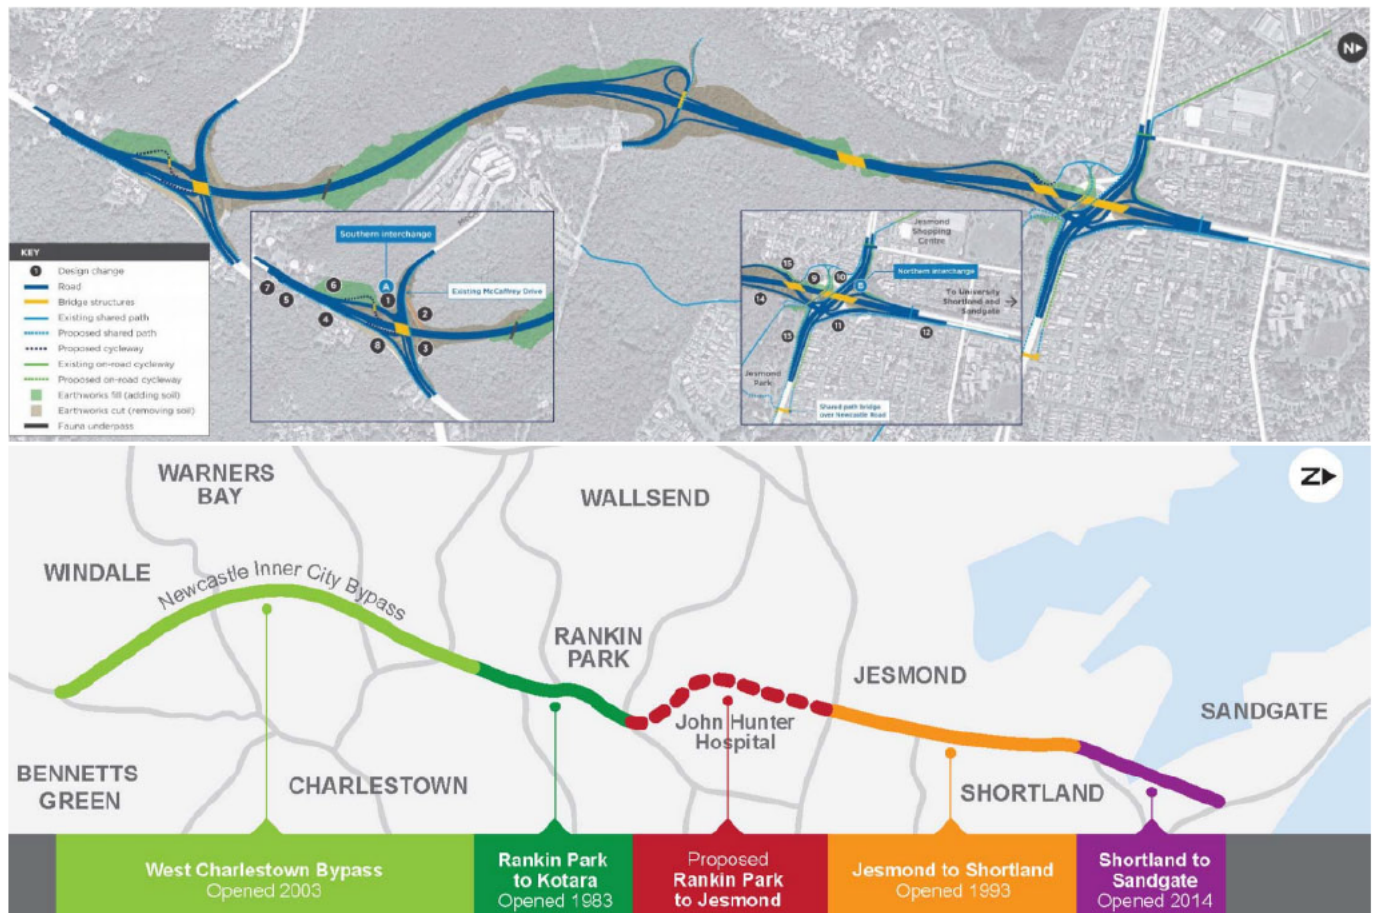 N
Southern interchange
Existing McCaffrey Drive
A
1
2
3
4
5
6
7
8
KEY
1 Design change
Road
Bridge structures
Existing shared path
Proposed shared path
Proposed cycleway
Existing on-road cycleway
Proposed on-road cycleway
Earthworks fill (adding soil)
Earthworks cut (removing soil)
Fauna underpass
Jesmond
Shopping
Centre
Northern interchange
To University
Shortland and
Sandgate
B
9
10
11
12
13
14
15
Jesmond
Park
Shared path bridge
over Newcastle Road
N
WARNERS
BAY
WALLSEND
WINDALE
Newcastle Inner City Bypass
RANKIN
PARK
JESMOND
SANDGATE
John Hunter
Hospital
BENNETTS
GREEN
CHARLESTOWN
SHORTLAND
West Charlestown Bypass
Opened 2003
Rankin Park
to Kotara
Opened 1983
Proposed
Rankin Park
to Jesmond
Jesmond to Shortland
Opened 1993
Shortland to
Sandgate
Opened 2014